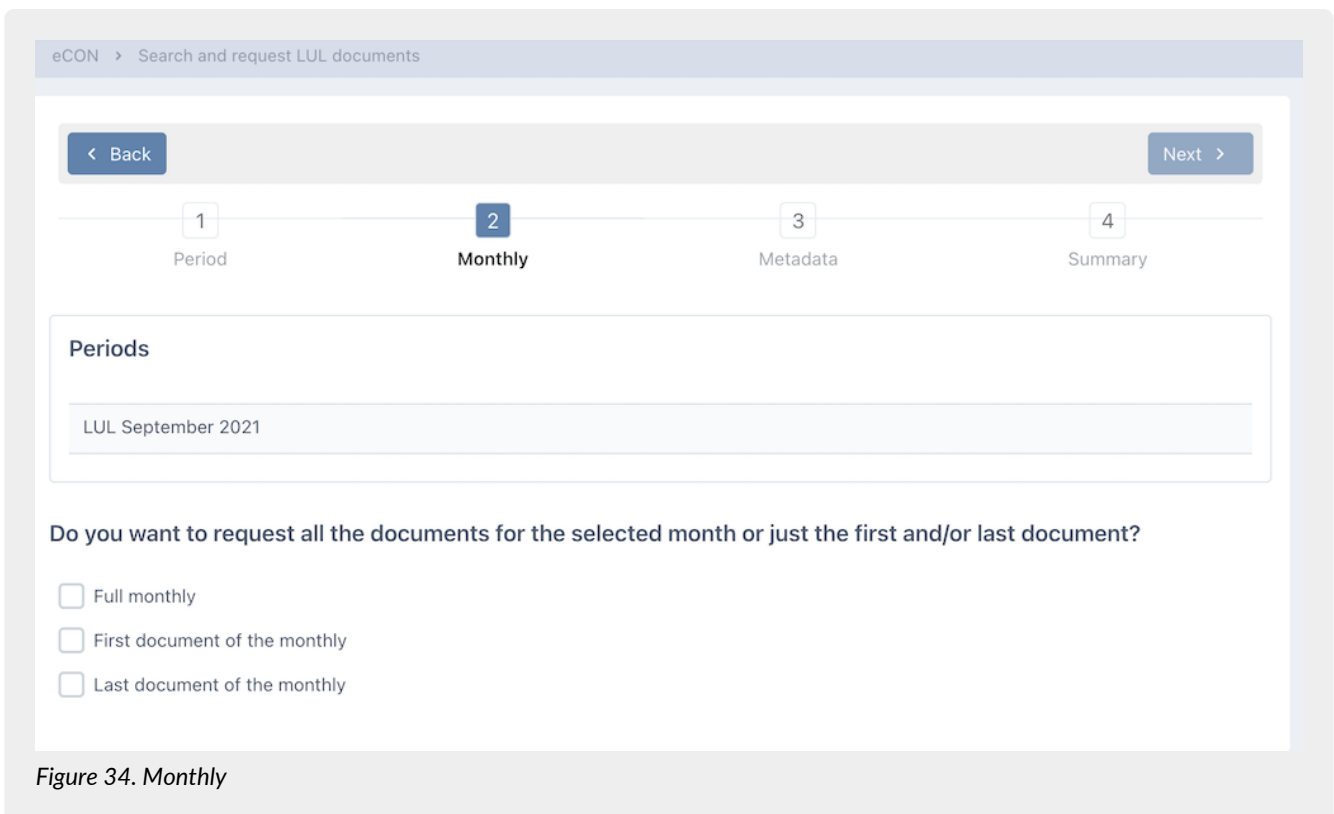 eCON > Search and request LUL documents
< Back
Next >
1
2
3
4
Period
Monthly
Metadata
Summary
Periods
LUL September 2021
Do you want to request all the documents for the selected month or just the first and/or last document?
Full monthly
First document of the monthly
Last document of the monthly
Figure 34. Monthly